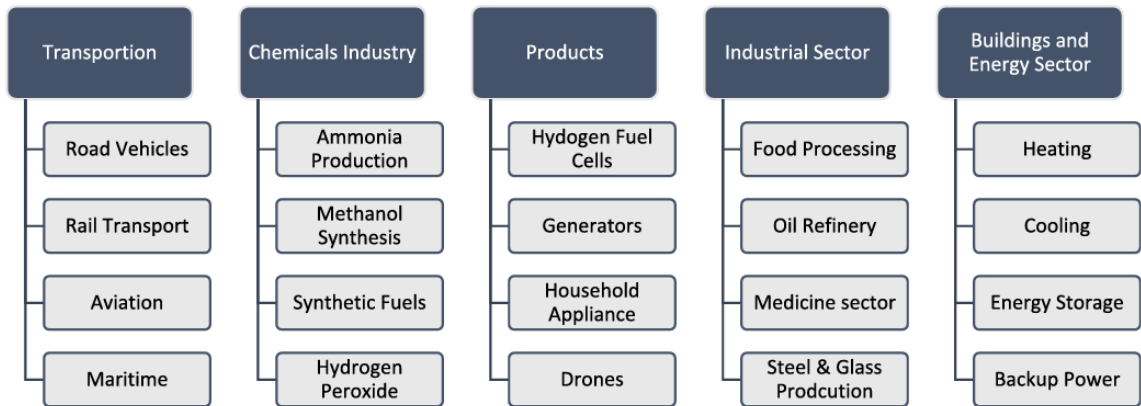 Transportion
Road Vehicles
Rail Transport
Aviation
Maritime
Chemicals Industry
Ammonia
Production
Methanol
Synthesis
Synthetic Fuels
Hydrogen
Peroxide
Products
Hydogen Fuel
Cells
Generators
Household
Appliance
Drones
Industrial Sector
Food Processing
Oil Refinery
Medicine sector
Steel & Glass
Prodcution
Buildings and
Energy Sector
Heating
Cooling
Energy Storage
Backup Power